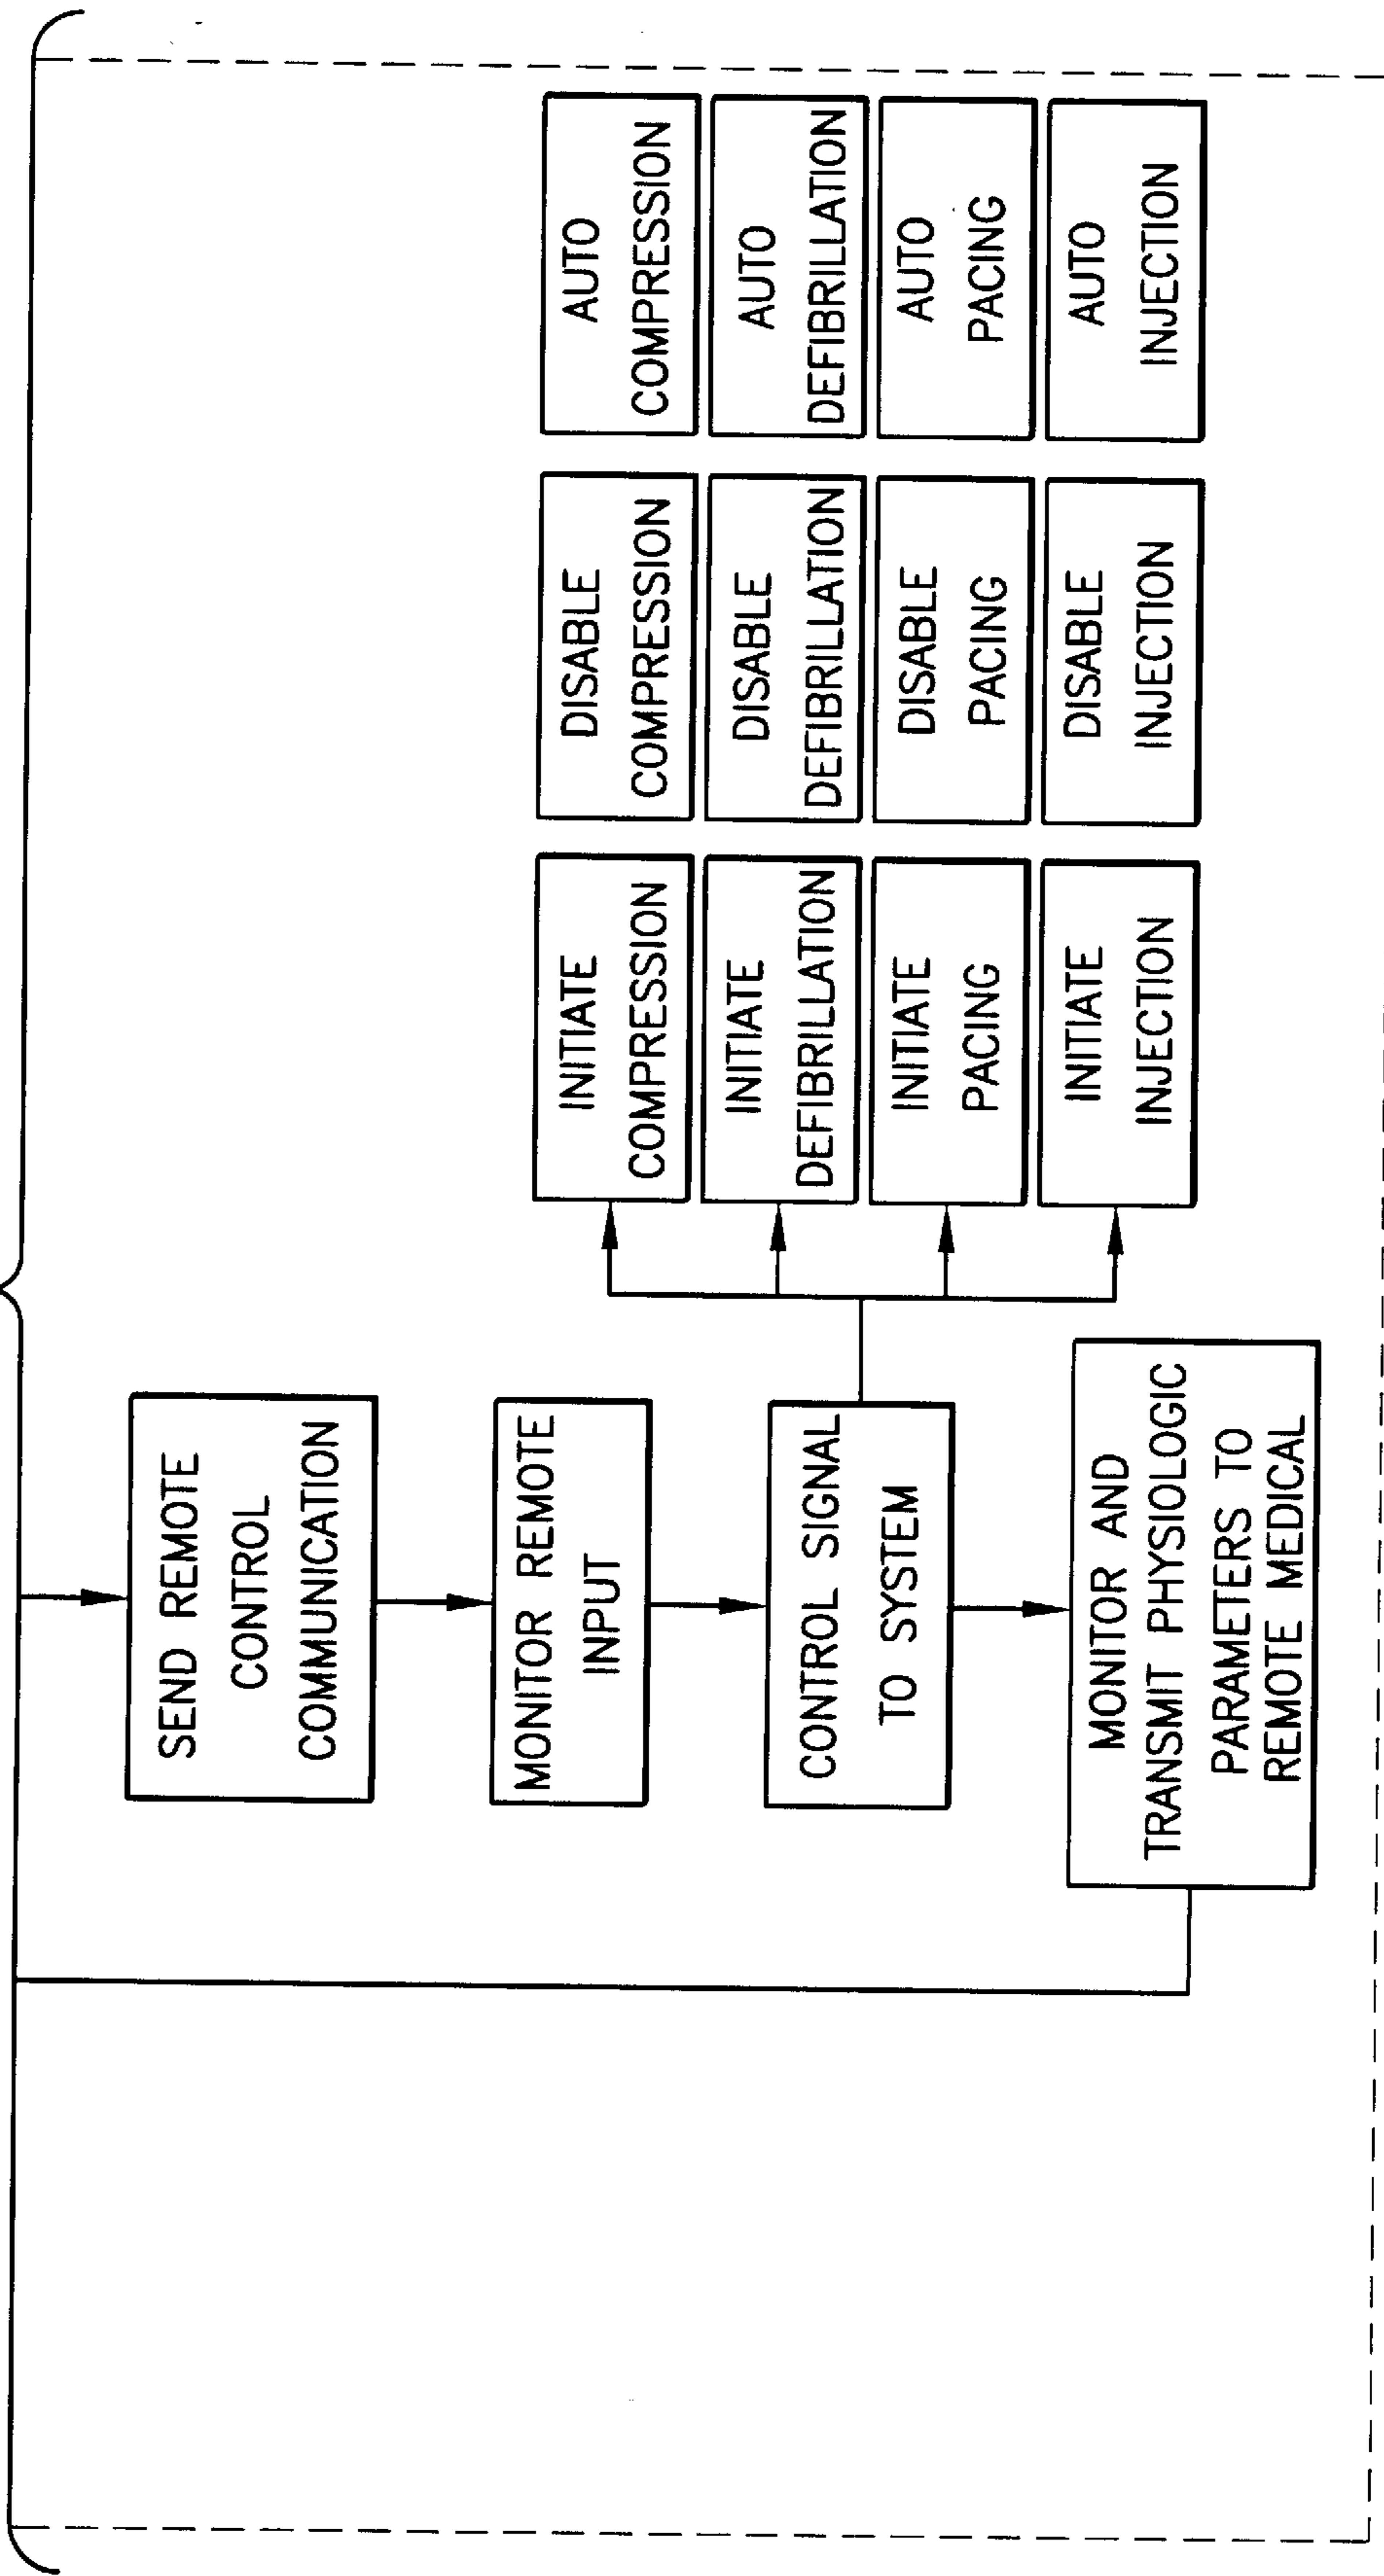 SEND REMOTE
CONTROL
COMMUNICATION
MONITOR REMOTE
INPUT
CONTROL SIGNAL
TO SYSTEM
MONITOR AND
TRANSMIT PHYSIOLOGIC
PARAMETERS TO
REMOTE MEDICAL
INITIATE
COMPRESSION
INITIATE
DEFIBRILLATION
INITIATE
PACING
INITIATE
INJECTION
DISABLE
COMPRESSION
DISABLE
DEFIBRILLATION
DISABLE
PACING
DISABLE
INJECTION
AUTO
COMPRESSION
AUTO
DEFIBRILLATION
AUTO
PACING
AUTO
INJECTION